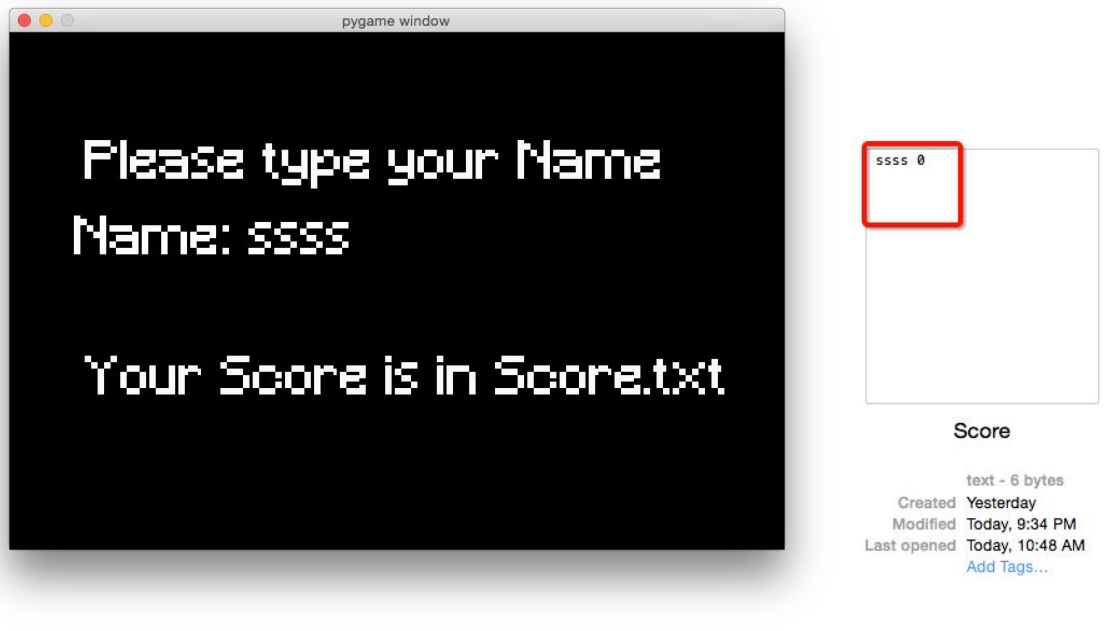 pygame window
Please type your Name
Name: ssss
Your Score is in Score.txt
ssss 0
Score
text - 6 bytes
Created Yesterday
Modified Today, 9:34 PM
Last opened Today, 10:48 AM
Add Tags...